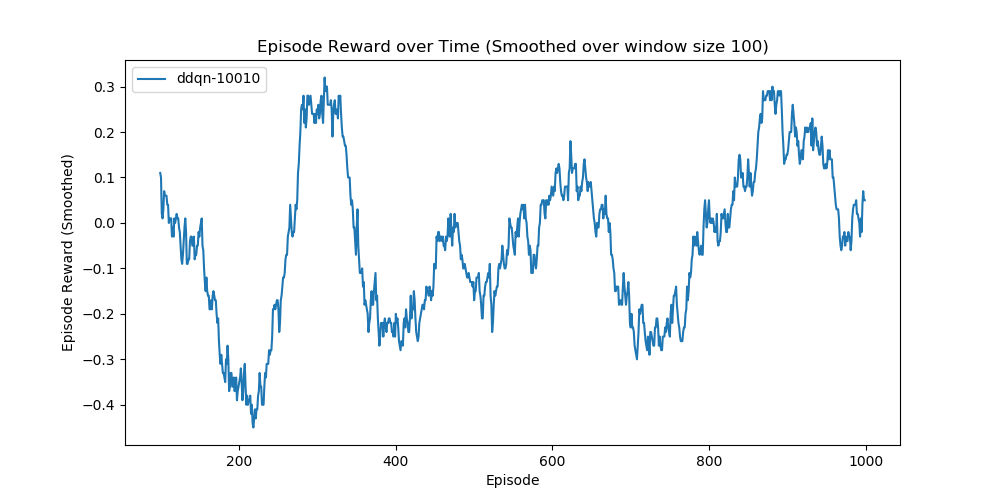 Episode Reward over Time (Smoothed over window size 100)
ddqn-10010
Episode Reward (Smoothed)
0.3
0.2
0.1
0.0
−0.1
−0.2
−0.3
−0.4
200 400 600 800 1000
Episode